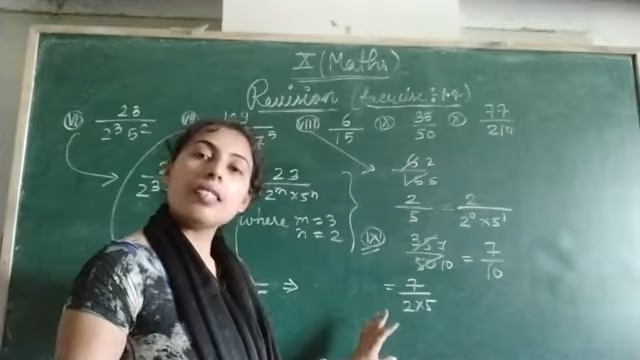 X (Maths)
Revision (Exercise: 1.4)
(vi) 23/2³5² (viii) 6/15 (ix) 35/50 (x) 77/210
23/2ᵐ×5ⁿ
where m = 3
n = 2
6 2/15 5
2/5 = 2/2⁰×5¹
(ix) 35 7/50 10 = 7/10
= ⇒ = 7/2×5